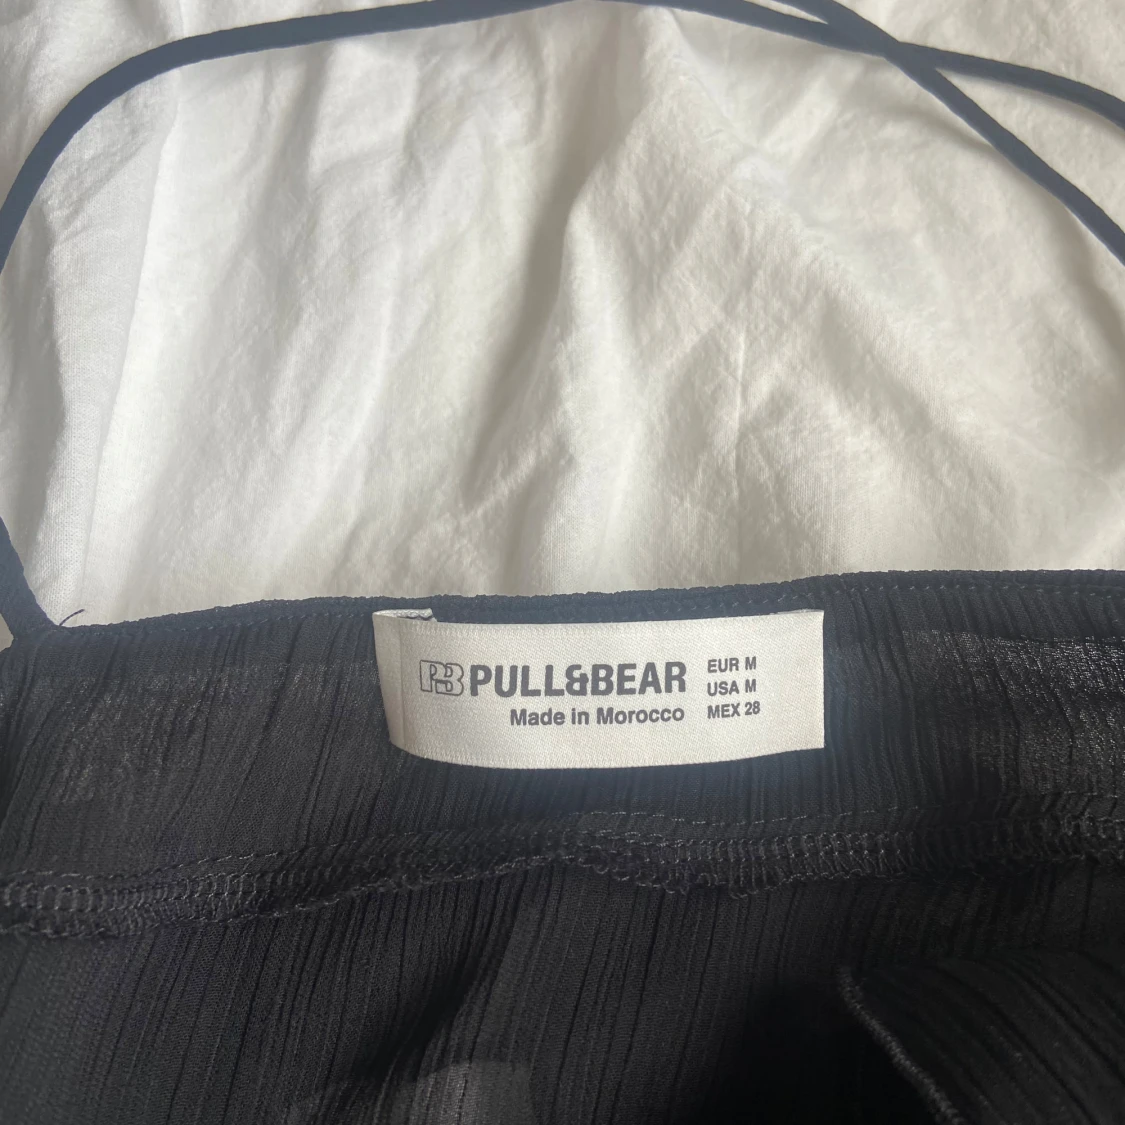 PB PULL&BEAR
Made in Morocco
EUR M
USA M
MEX 28